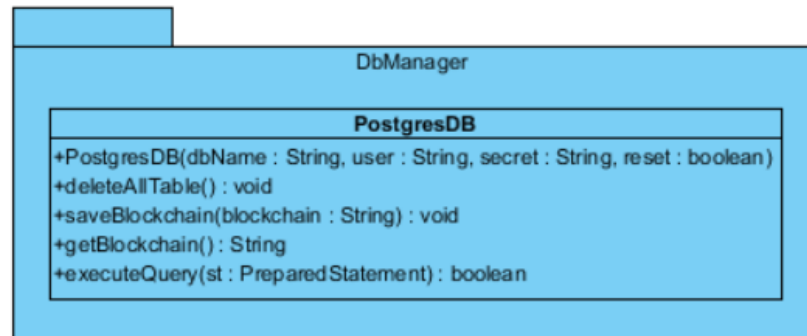 DbManager
PostgresDB
+PostgresDB(dbName : String, user : String, secret : String, reset : boolean)
+deleteAllTable() : void
+saveBlockchain(blockchain : String) : void
+getBlockchain() : String
+executeQuery(st : PreparedStatement) : boolean